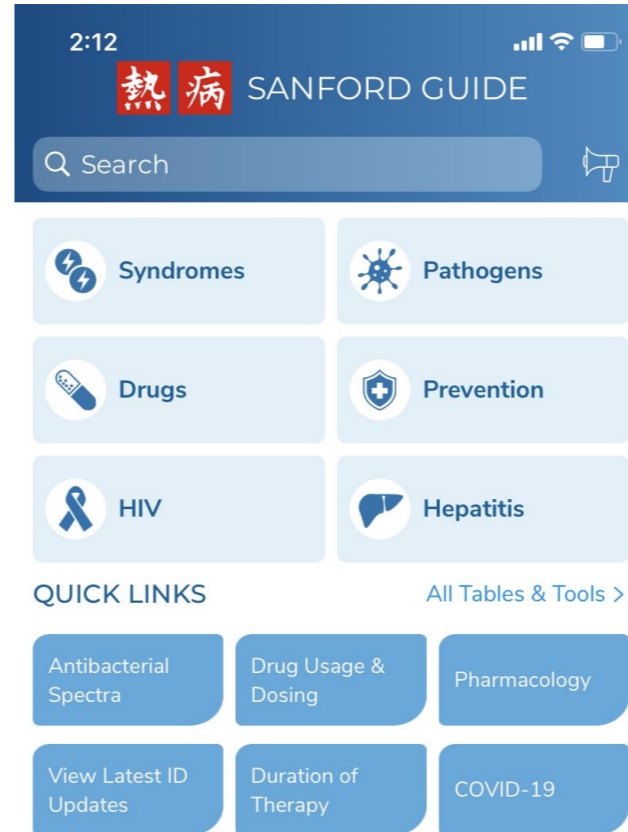 2:12
熱病 SANFORD GUIDE
Search
Syndromes
Pathogens
Drugs
Prevention
HIV
Hepatitis
QUICK LINKS
All Tables & Tools >
Antibacterial
Spectra
Drug Usage &
Dosing
Pharmacology
View Latest ID
Updates
Duration of
Therapy
COVID-19